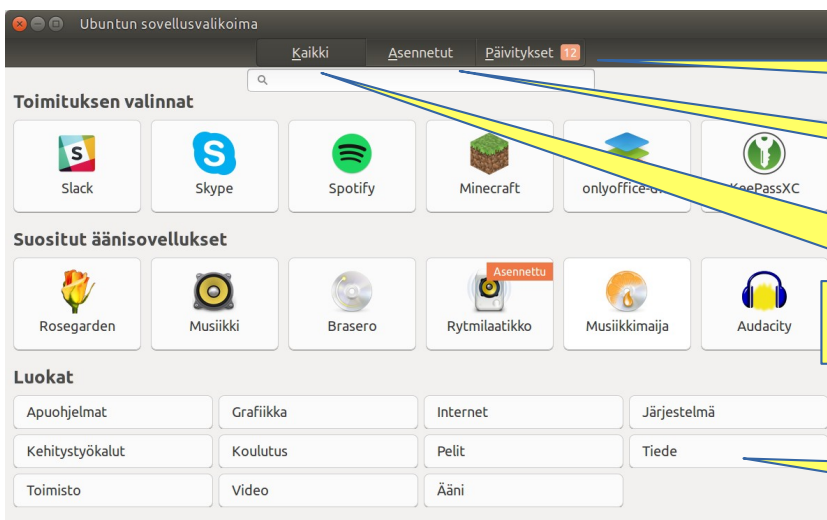 Ubuntun sovellusvalikoima
Kaikki Asennetut Päivitykset 12
Toimituksen valinnat
S S
Slack Skype Spotify Minecraft onlyoffice-d... KeePassXC
Suositut äänisovellukset
Asennettu
Rosegarden Musiikki Brasero Rytmilaatikko Musiikkimaija Audacity
Luokat
Apuohjelmat Grafiikka Internet Järjestelmä
Kehitystyökalut Koulutus Pelit Tiede
Toimisto Video Ääni